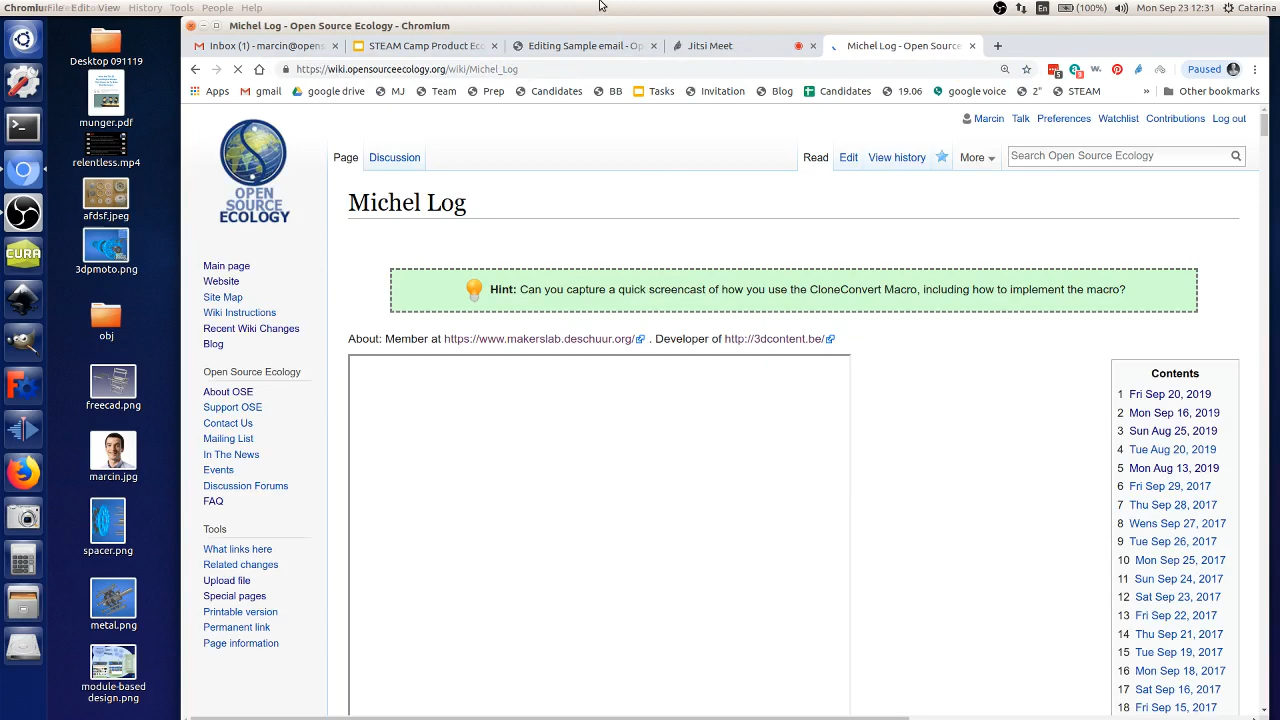 File Edit View History Tools People Help
En (100%) Mon Sep 23 12:31 Catarina
Michel Log - Open Source Ecology - Chromium
Inbox (1) - marcin@opens × STEAM Camp Product Ec × Editing Sample email - Op × Jitsi Meet × Michel Log - Open Source × +
https://wiki.opensourceecology.org/ Michel_Log Paused
Apps gmail google drive MJ Team Prep Candidates BB Tasks Invitation Blog Candidates 19.06 googleVoice 2" STEAM » Other bookmarks
Desktop 091119
munger.pdf
relentless.mp4
afdsf.jpeg
3dpmoto.png
obj
freecad.png
marcin.jpg
spacer.png
metal.png
module-based
design.png
CURA
OPEN
SOURCE
ECOLOGY
Marcin Talk Preferences Watchlist Contributions Log out
Page Discussion Read Edit View history More Search Open Source Ecology
Michel Log
Hint: Can you capture a quick screencast of how you use the CloneConvert Macro, including how to implement the macro?
About: Member at https://www.makerslab.deschuur.org/ . Developer of http://3dcontent.be/
Main page
Website
Site Map
Wiki Instructions
Recent Wiki Changes
Blog
Open Source Ecology
About OSE
Support OSE
Contact Us
Mailing List
In The News
Events
Discussion Forums
FAQ
Tools
What links here
Related changes
Upload file
Special pages
Printable version
Permanent link
Page information
Contents
1 Fri Sep 20, 2019
2 Mon Sep 16, 2019
3 Sun Aug 25, 2019
4 Tue Aug 20, 2019
5 Mon Aug 13, 2019
6 Fri Sep 29, 2017
7 Thu Sep 28, 2017
8 Wends Sep 27, 2017
9 Tue Sep 26, 2017
10 Mon Sep 25, 2017
11 Sun Sep 24, 2017
12 Sat Sep 23, 2017
13 Fri Sep 22, 2017
14 Thu Sep 21, 2017
15 Tue Sep 19, 2017
16 Mon Sep 18, 2017
17 Sat Sep 16, 2017
18 Fri Sep 15, 2017